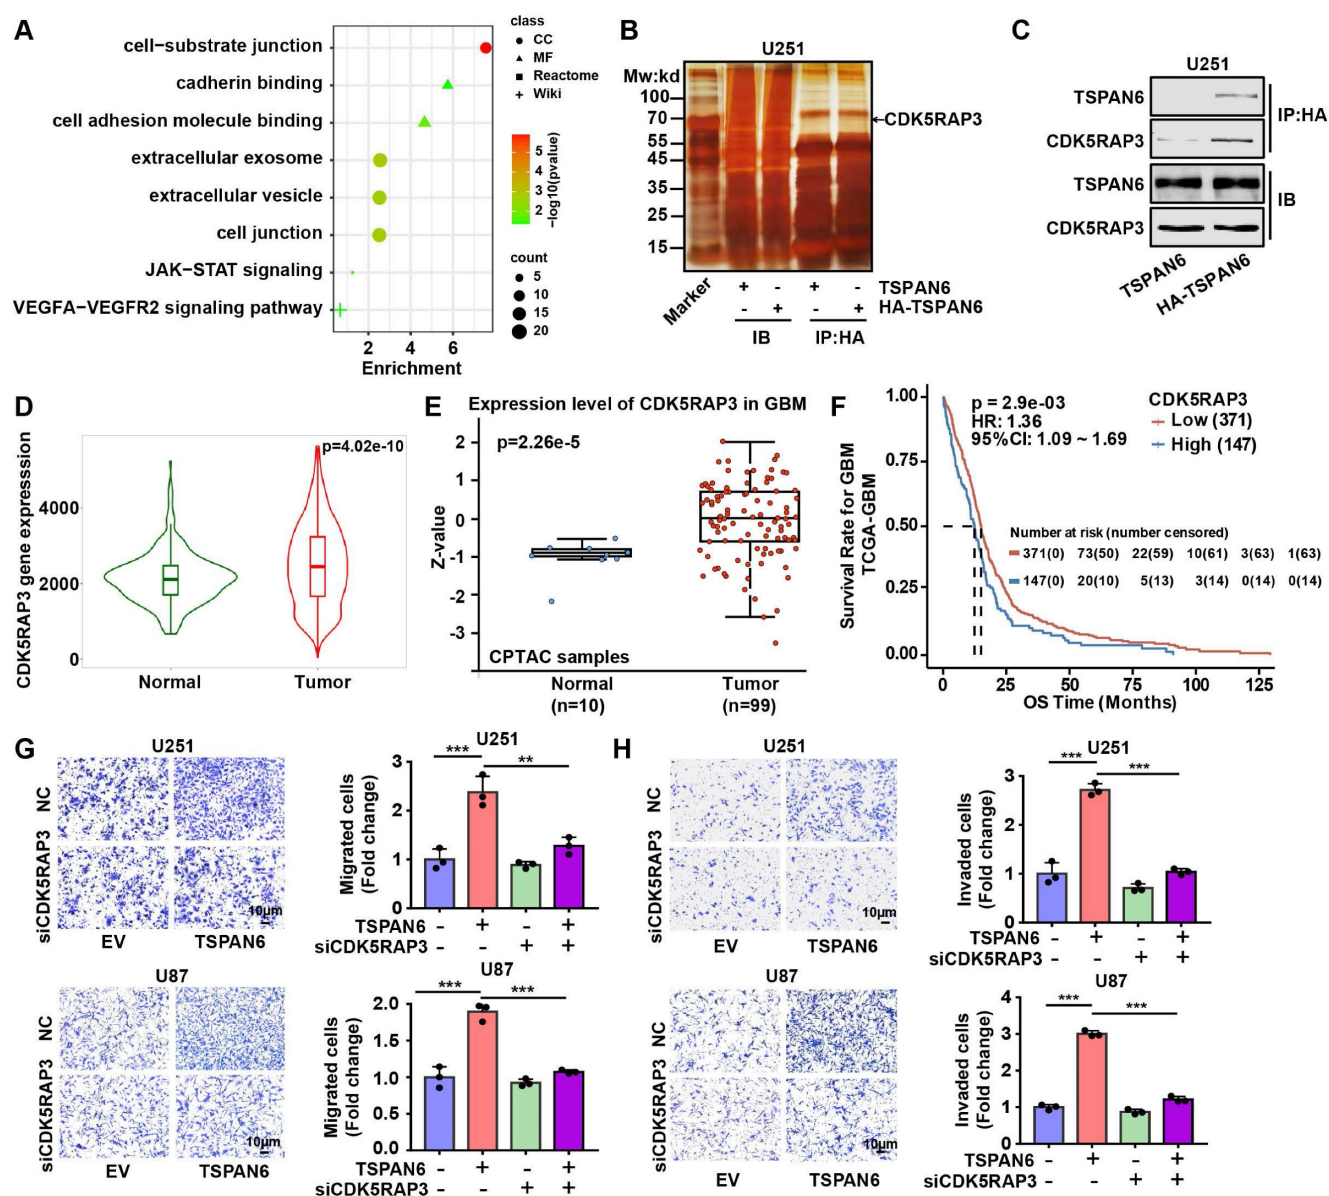 A
cell−substrate junction
cadherin binding
cell adhesion molecule binding
extracellular exosome
extracellular vesicle
cell junction
JAK−STAT signaling
VEGFA−VEGFR2 signaling pathway
2 4 6
Enrichment
class
CC
MF
Reactome
Wiki
5
4
3
2
−log10(pvalue)
count
5
10
15
20
B
U251
Mw:kd
100
70
55
45
35
25
15
←CDK5RAP3
Marker
+ - + - TSPAN6
- + - + HA-TSPAN6
IB IP:HA
C
U251
TSPAN6
CDK5RAP3
IP:HA
TSPAN6
CDK5RAP3
IB
TSPAN6
HA-TSPAN6
D
CDK5RAP3 gene expression
4000
2000
0
p=4.02e-10
Normal Tumor
E
Expression level of CDK5RAP3 in GBM
p=2.26e-5
Z-value
2
1
0
-1
-2
-3
CPTAC samples
Normal Tumor
(n=10) (n=99)
F
Survival Rate for GBM
TCGA-GBM
1.00
0.75
0.50
0.25
0.00
p = 2.9e-03
HR: 1.36
95%CI: 1.09 ~ 1.69
CDK5RAP3
Low (371)
High (147)
Number at risk (number censored)
371(0) 73(50) 22(59) 10(61) 3(63) 1(63)
147(0) 20(10) 5(13) 3(14) 0(14) 0(14)
0 25 50 75 100 125
OS Time (Months)
G
U251
NC
siCDK5RAP3
10μm
EV TSPAN6
U251
*** **
Migrated cells
(Fold change)
3
2
1
0
TSPAN6 - + - +
siCDK5RAP3 - - + +
U87
NC
siCDK5RAP3
10μm
EV TSPAN6
U87
*** ***
Migrated cells
(Fold change)
2.0
1.5
1.0
0.5
0.0
TSPAN6 - + - +
siCDK5RAP3 - - + +
H
U251
NC
siCDK5RAP3
10μm
EV TSPAN6
U251
*** ***
Invaded cells
(Fold change)
3
2
1
0
TSPAN6 - + - +
siCDK5RAP3 - - + +
U87
NC
siCDK5RAP3
10μm
EV TSPAN6
U87
*** ***
Invaded cells
(Fold change)
4
3
2
1
0
TSPAN6 - + - +
siCDK5RAP3 - - + +